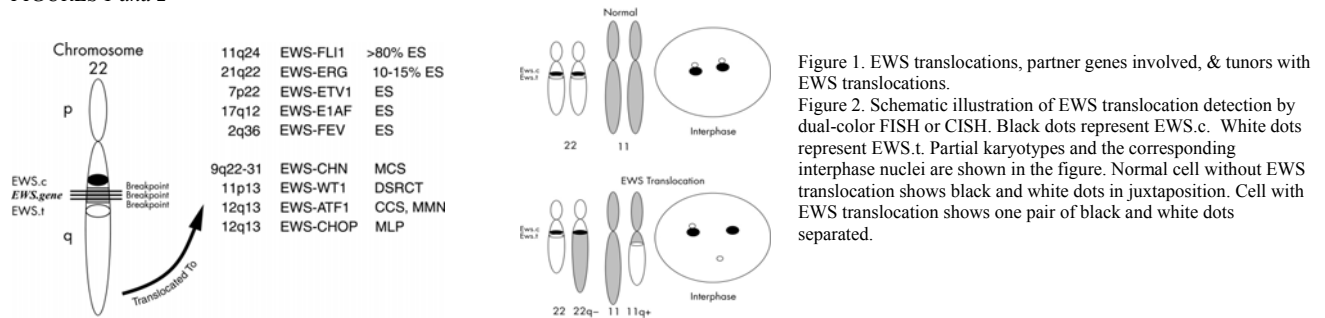 FIGURES 1 and 2
Chromosome
22
p
EWS.c
EWS.gene
EWS.t
Breakpoint
Breakpoint
Breakpoint
q
Translocated To
11q24 EWS-FLI1 >80% ES
21q22 EWS-ERG 10-15% ES
7p22 EWS-ETV1 ES
17q12 EWS-E1AF ES
2q36 EWS-FEV ES
9q22-31 EWS-CHN MCS
11p13 EWS-WT1 DSRCT
12q13 EWS-ATF1 CCS, MMN
12q13 EWS-CHOP MLP
Normal
Ews.c
Ews.t
22 11
Interphase
EWS Translocation
Ews.c
Ews.t
22 22q− 11 11q+
Interphase
Figure 1. EWS translocations, partner genes involved, & tunors with
EWS translocations.
Figure 2. Schematic illustration of EWS translocation detection by
dual-color FISH or CISH. Black dots represent EWS.c. White dots
represent EWS.t. Partial karyotypes and the corresponding
interphase nuclei are shown in the figure. Normal cell without EWS
translocation shows black and white dots in juxtaposition. Cell with
EWS translocation shows one pair of black and white dots
separated.